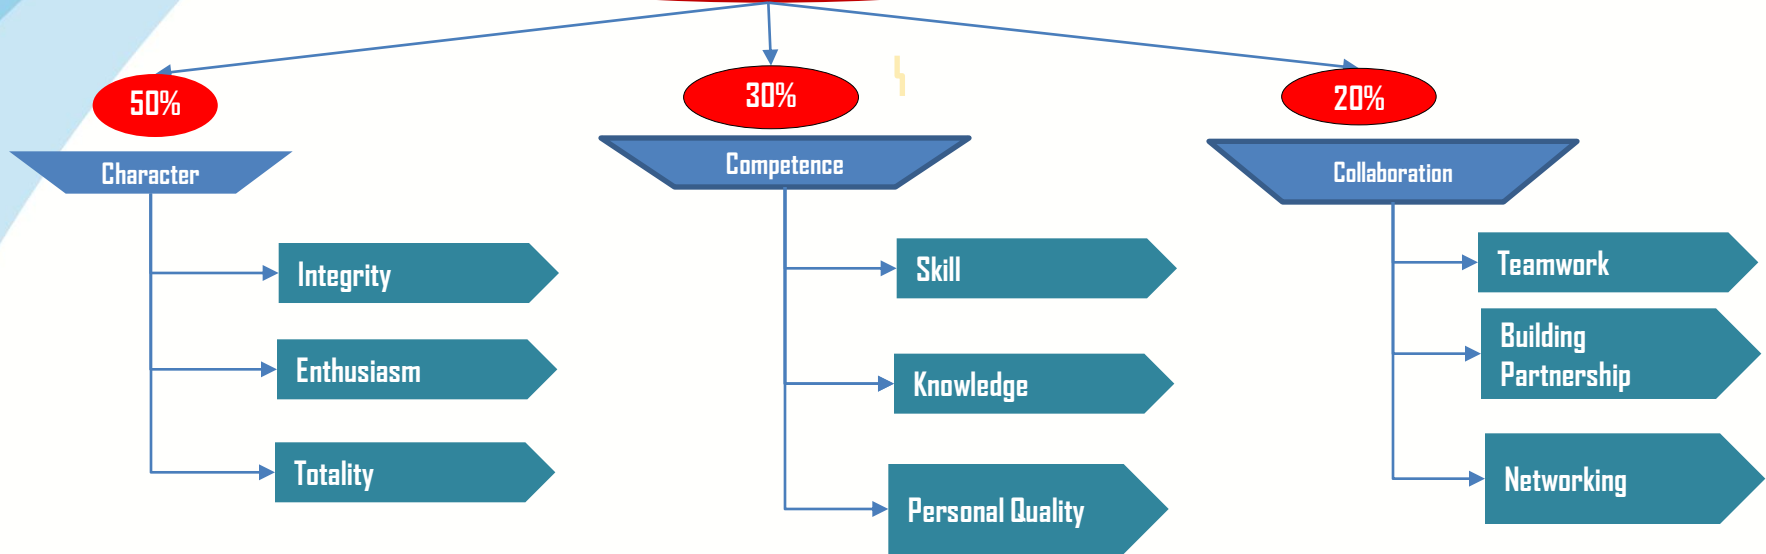 50%
30%
20%
Character
Competence
Collaboration
Integrity
Enthusiasm
Totality
Skill
Knowledge
Personal Quality
Teamwork
Building
Partnership
Networking